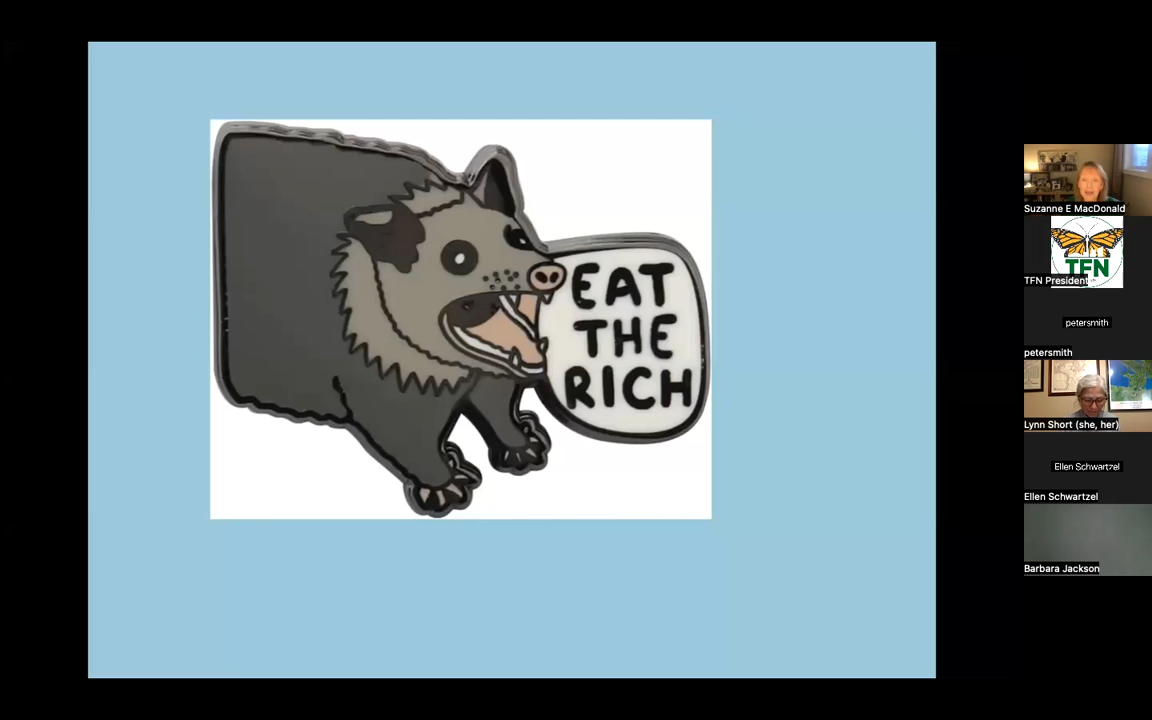 EAT
THE
RICH
Suzanne E MacDonald
TFN
TFN President
petersmith
petersmith
Lynn Short (she, her)
Ellen Schwartzel
Ellen Schwartzel
Barbara Jackson